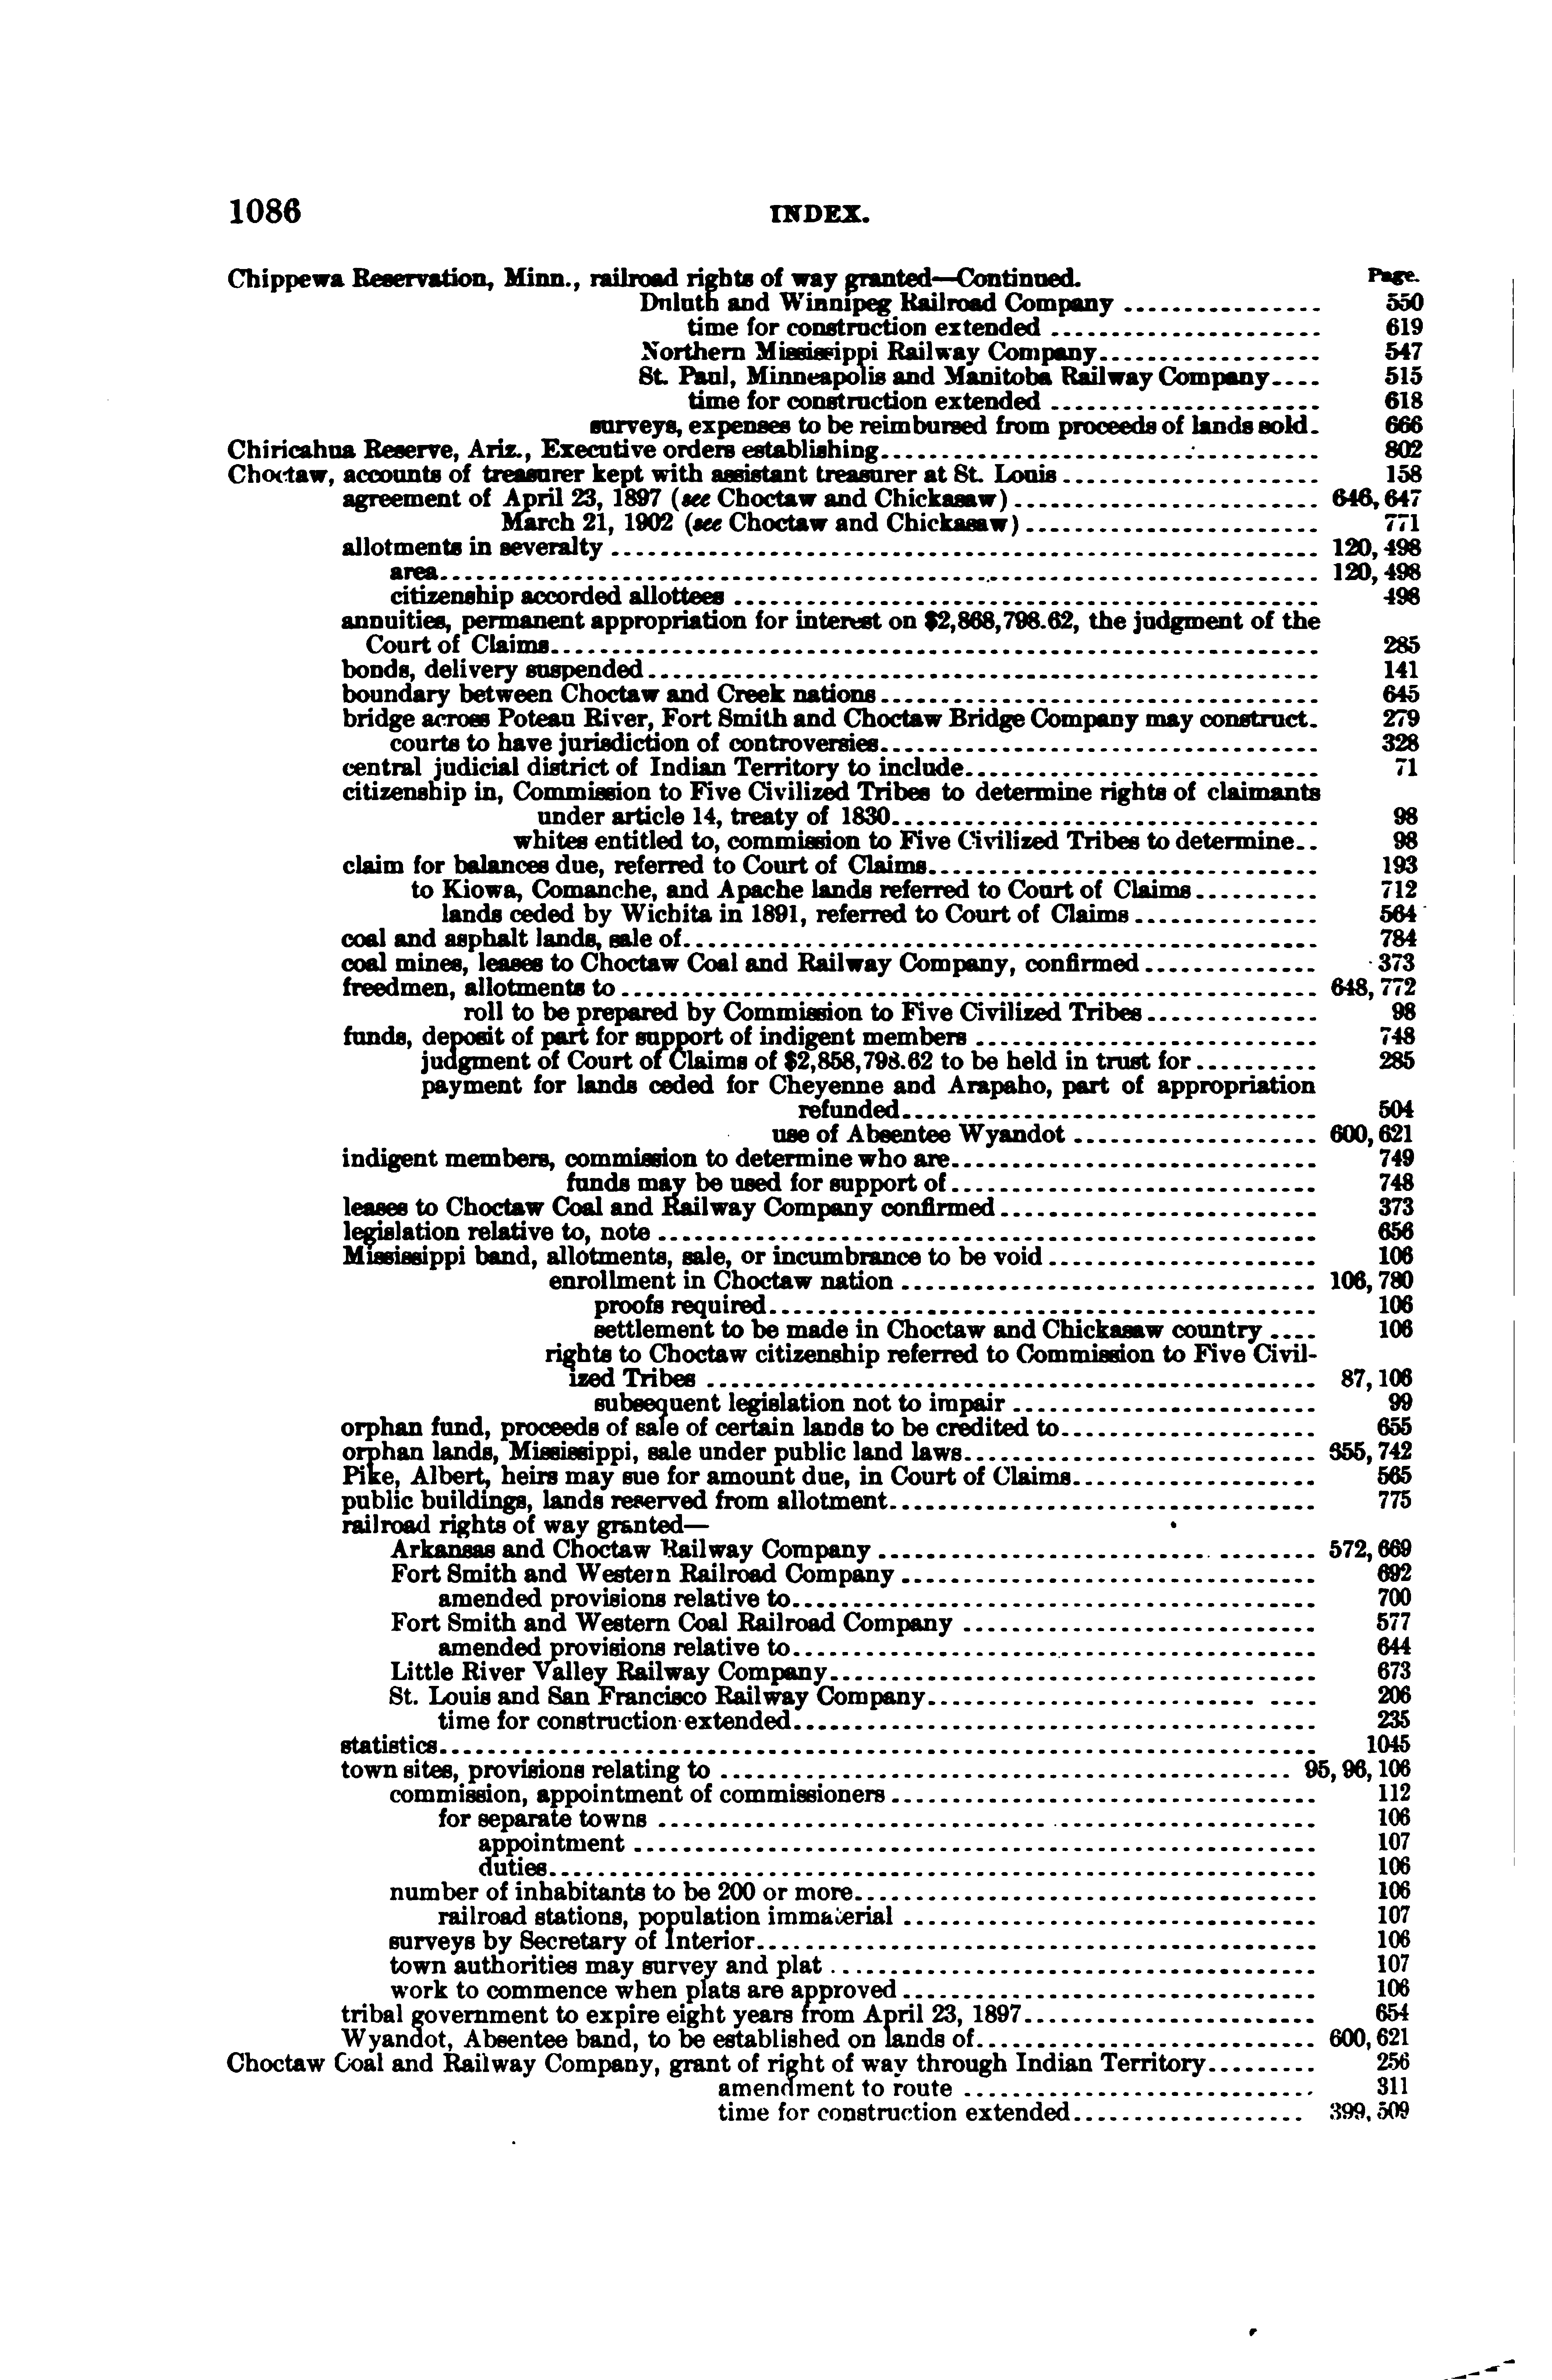 1086 INDEX.
Chippewa Reservation, Minn., railroad rights of way granted—Continued. Page.
Duluth and Winnipeg Railroad Company ................ 550
time for construction extended ...................... 619
Northern Mississippi Railway Company.................. 547
St. Paul, Minneapolis and Manitoba Railway Company.... 515
time for construction extended ...................... 618
surveys, expenses to be reimbursed from proceeds of lands sold. 666
Chiricahua Reserve, Ariz., Executive orders establishing.................................... 802
Choctaw, accounts of treasurer kept with assistant treasurer at St. Louis ..................... 158
agreement of April 23, 1897 (see Choctaw and Chickasaw) ......................... 646, 647
March 21, 1902 (see Choctaw and Chickasaw) ........................ 771
allotments in severalty .......................................................... 120, 498
area........................................................................ 120, 498
citizenship accorded allottees ................................................ 498
annuities, permanent appropriation for interest on $2,868,798.62, the judgment of the
Court of Claims............................................................... 285
bonds, delivery suspended....................................................... 141
boundary between Choctaw and Creek nations.................................... 645
bridge across Poteau River, Fort Smith and Choctaw Bridge Company may construct. 279
courts to have jurisdiction of controversies.................................... 328
central judicial district of Indian Territory to include............................. 71
citizenship in, Commission to Five Civilized Tribes to determine rights of claimants
under article 14, treaty of 1830................................... 98
whites entitled to, commission to Five Civilized Tribes to determine.. 98
claim for balances due, referred to Court of Claims................................ 193
to Kiowa, Comanche, and Apache lands referred to Court of Claims .......... 712
lands ceded by Wichita in 1891, referred to Court of Claims ............... 564
coal and asphalt lands, sale of.................................................... 784
coal mines, leases to Choctaw Coal and Railway Company, confirmed .............. 373
freedmen, allotments to ......................................................... 648, 772
roll to be prepared by Commission to Five Civilized Tribes .............. 98
funds, deposit of part for support of indigent members ............................ 748
judgment of Court of Claims of $2,858,798.62 to be held in trust for .......... 285
payment for lands ceded for Cheyenne and Arapaho, part of appropriation
refunded.................................. 504
use of Absentee Wyandot .................... 600, 621
indigent members, commission to determine who are.............................. 749
funds may be used for support of.............................. 748
leases to Choctaw Coal and Railway Company confirmed .......................... 373
legislation relative to, note ...................................................... 656
Mississippi band, allotments, sale, or incumbrance to be void ...................... 106
enrollment in Choctaw nation .................................. 106, 780
proofs required............................................. 106
settlement to be made in Choctaw and Chickasaw country .... 106
rights to Choctaw citizenship referred to Commission to Five Civil-
ized Tribes .................................................. 87, 106
subsequent legislation not to impair ......................... 99
orphan fund, proceeds of sale of certain lands to be credited to..................... 655
orphan lands, Mississippi, sale under public land laws............................. 355, 742
Pike, Albert, heirs may sue for amount due, in Court of Claims.................... 565
public buildings, lands reserved from allotment................................... 775
railroad rights of way granted—
Arkansas and Choctaw Railway Company .................................... 572, 669
Fort Smith and Western Railroad Company .................................. 692
amended provisions relative to........................................... 700
Fort Smith and Western Coal Railroad Company ............................. 577
amended provisions relative to........................................... 644
Little River Valley Railway Company........................................ 673
St. Louis and San Francisco Railway Company............................... 206
time for construction extended........................................... 235
statistics........................................................................ 1045
town sites, provisions relating to ............................................... 95, 96, 106
commission, appointment of commissioners ................................... 112
for separate towns ...................................................... 106
appointment ........................................................ 107
duties............................................................... 106
number of inhabitants to be 200 or more...................................... 106
railroad stations, population immaterial .................................. 107
surveys by Secretary of Interior.............................................. 106
town authorities may survey and plat ........................................ 107
work to commence when plats are approved .................................. 106
tribal government to expire eight years from April 23, 1897........................ 654
Wyandot, Absentee band, to be established on lands of............................ 600, 621
Choctaw Coal and Railway Company, grant of right of way through Indian Territory......... 256
amendment to route ............................. 311
time for construction extended................... 399, 509